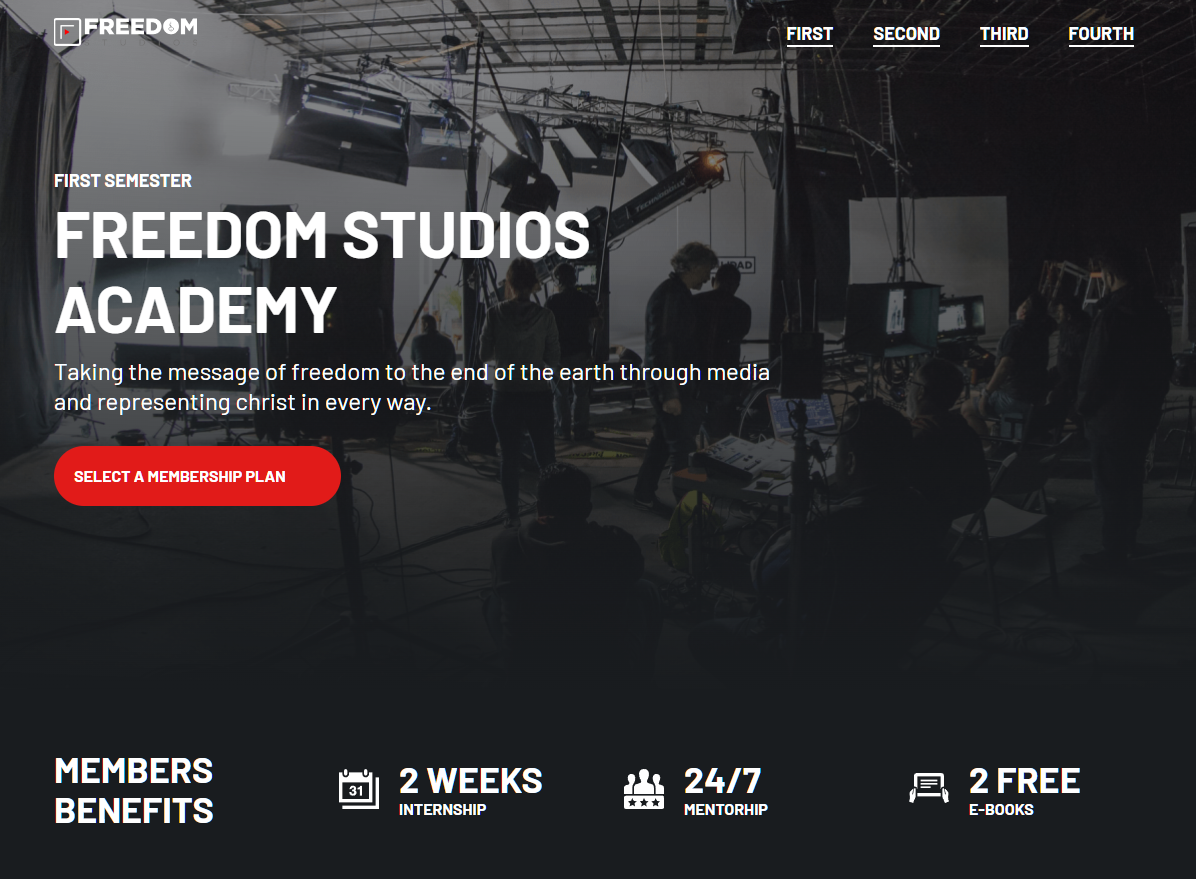 FREEDOM
FIRST SECOND THIRD FOURTH
FIRST SEMESTER
FREEDOM STUDIOS
ACADEMY
Taking the message of freedom to the end of the earth through media
and representing christ in every way.
SELECT A MEMBERSHIP PLAN
MEMBERS
BENEFITS
31
2 WEEKS
INTERNSHIP
24/7
MENTORHIP
2 FREE
E-BOOKS